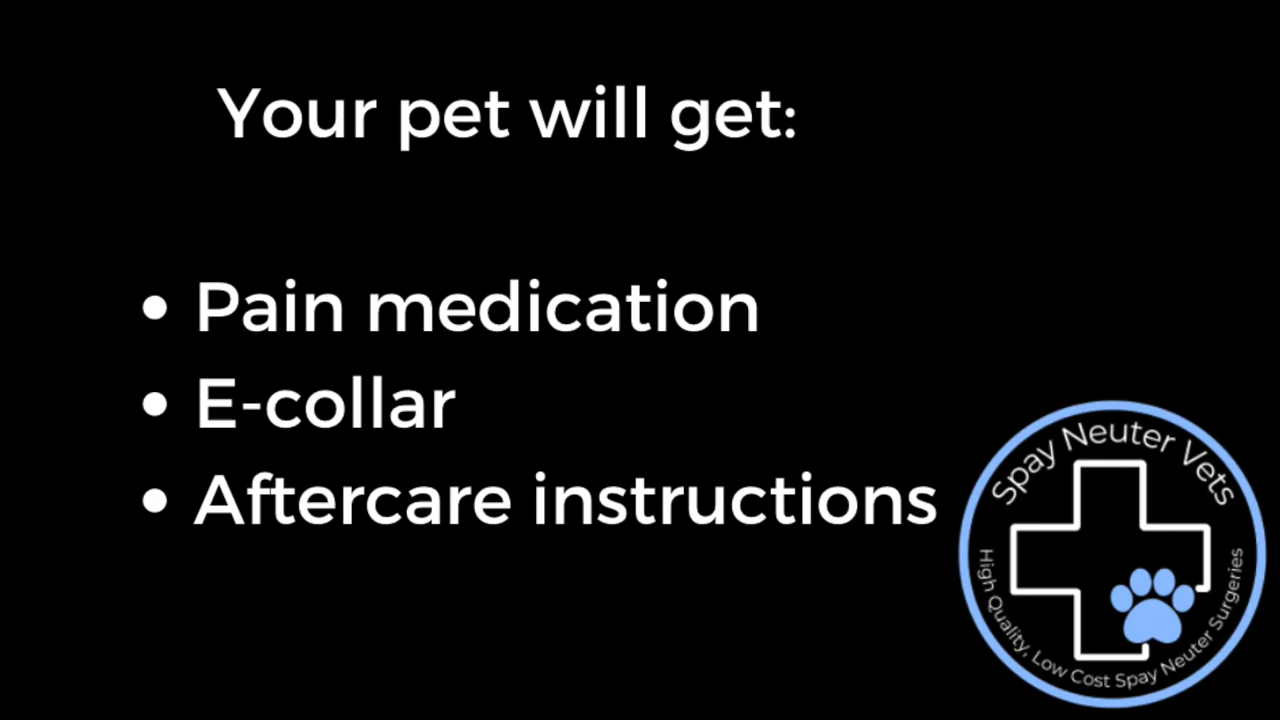 Your pet will get:
• Pain medication
• E-collar
• Aftercare instructions
Spay Neuter Vets
High Quality, Low Cost Spay Neuter Surgeries